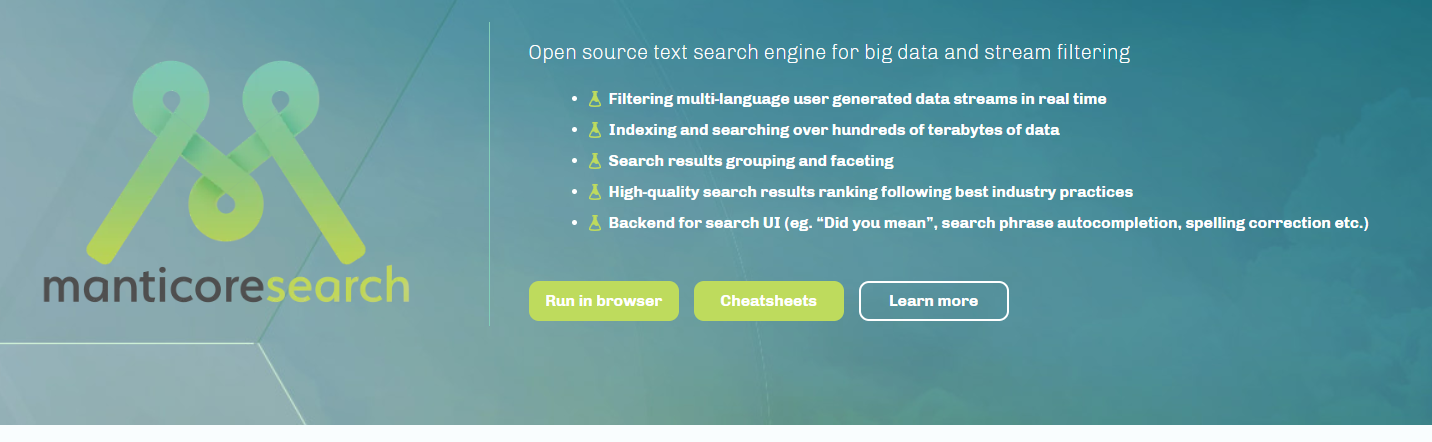 manticoresearch
Open source text search engine for big data and stream filtering
Filtering multi-language user generated data streams in real time
Indexing and searching over hundreds of terabytes of data
Search results grouping and faceting
High-quality search results ranking following best industry practices
Backend for search UI (eg. “Did you mean”, search phrase autocompletion, spelling correction etc.)
Run in browser
Cheatsheets
Learn more